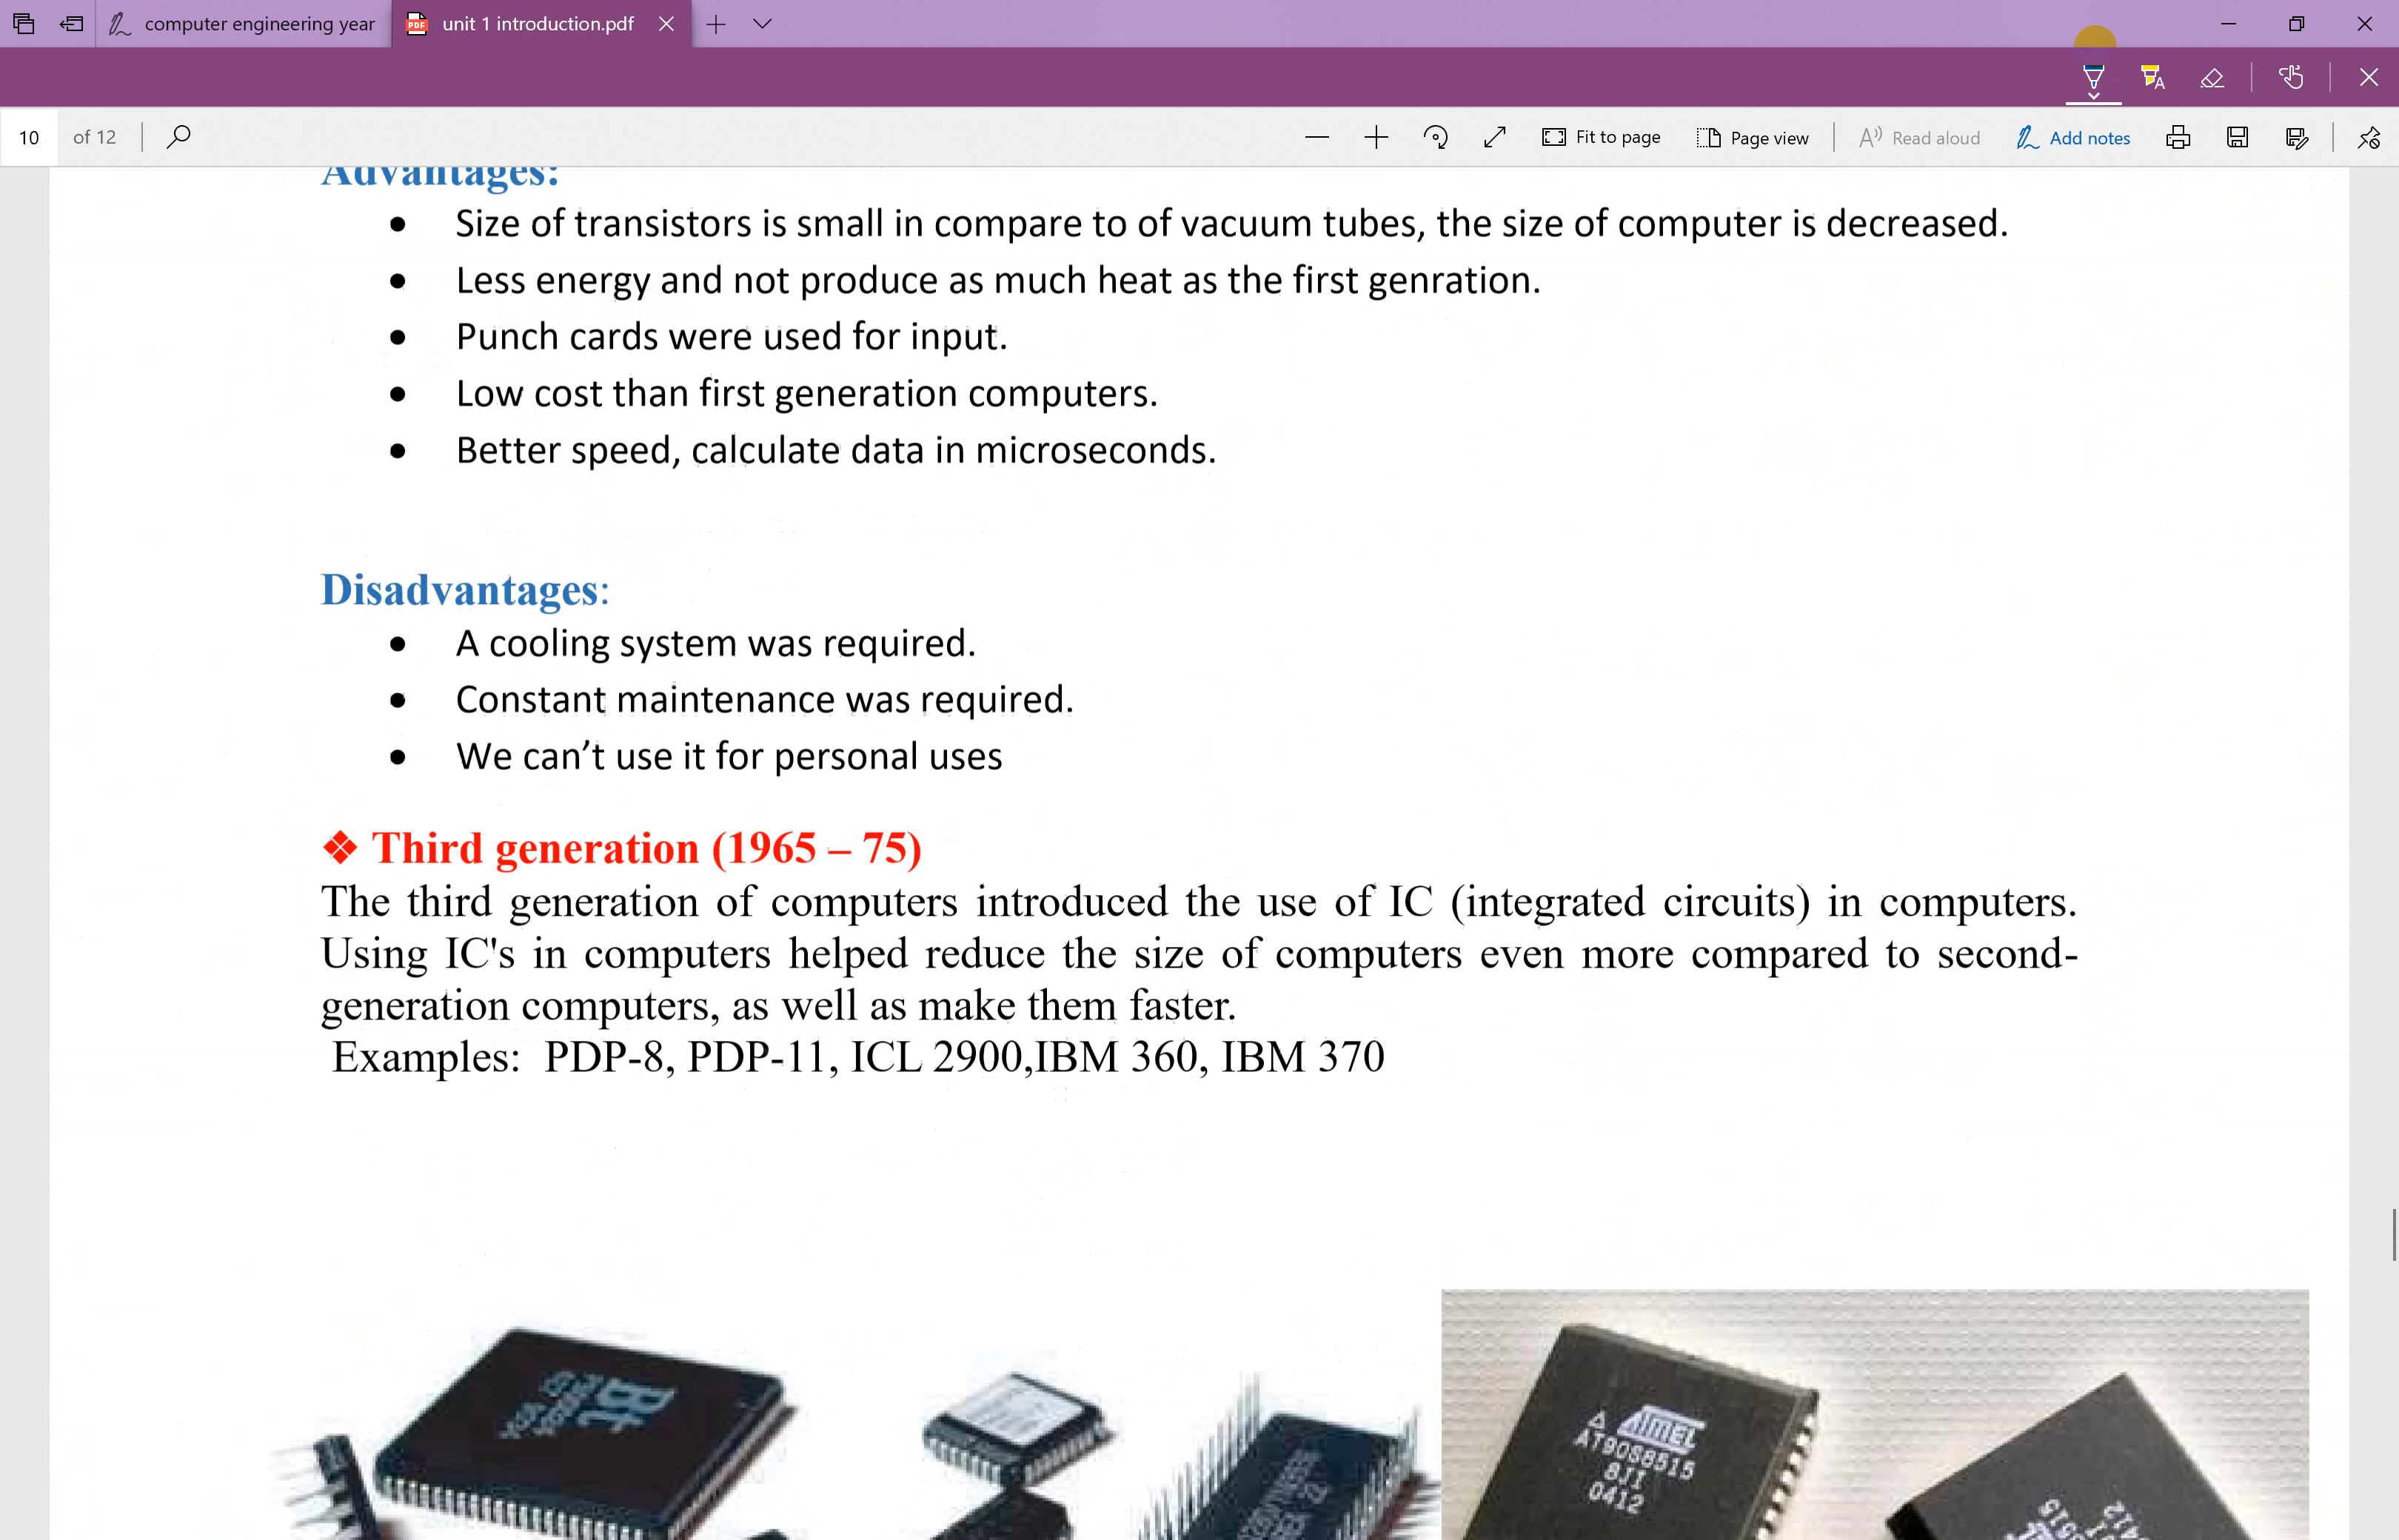 computer engineering year
unit 1 introduction.pdf
10 of 12
Fit to page
Page view
Read aloud
Add notes
Advantages:
• Size of transistors is small in compare to of vacuum tubes, the size of computer is decreased.
• Less energy and not produce as much heat as the first genration.
• Punch cards were used for input.
• Low cost than first generation computers.
• Better speed, calculate data in microseconds.
Disadvantages:
• A cooling system was required.
• Constant maintenance was required.
• We can’t use it for personal uses
❖ Third generation (1965 – 75)
The third generation of computers introduced the use of IC (integrated circuits) in computers.
Using IC's in computers helped reduce the size of computers even more compared to second-
generation computers, as well as make them faster.
Examples: PDP-8, PDP-11, ICL 2900,IBM 360, IBM 370
Bt
ATMEL
AT90S8515
8JI
0412